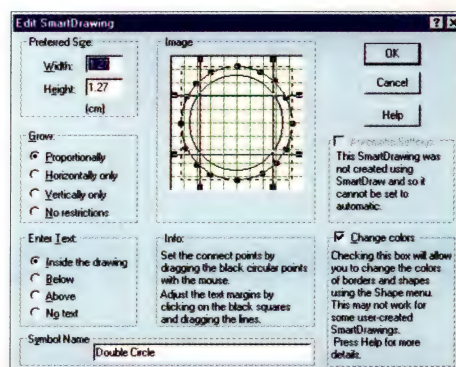 Edit SmartDrawing
Preferred Size:
Width: 1.27
Height: 1.27
(cm)
Grow:
Proportionally
Horizontally only
Vertically only
No restrictions
Enter Text:
Inside the drawing
Below
Above
No text
Symbol Name
Double Circle
Image
Info:
Set the connect points by
dragging the black circular points
with the mouse.
Adjust the text margins by
clicking on the black squares
and dragging the lines.
OK
Cancel
Help
Automatic Settings
This SmartDrawing was
not created using
SmartDraw and so it
cannot be set to
automatic.
Change colors
Checking this box will allow
you to change the colors
of borders and shapes
using the Shape menu.
This may not work for
some user-created
SmartDrawings.
Press Help for more
details.